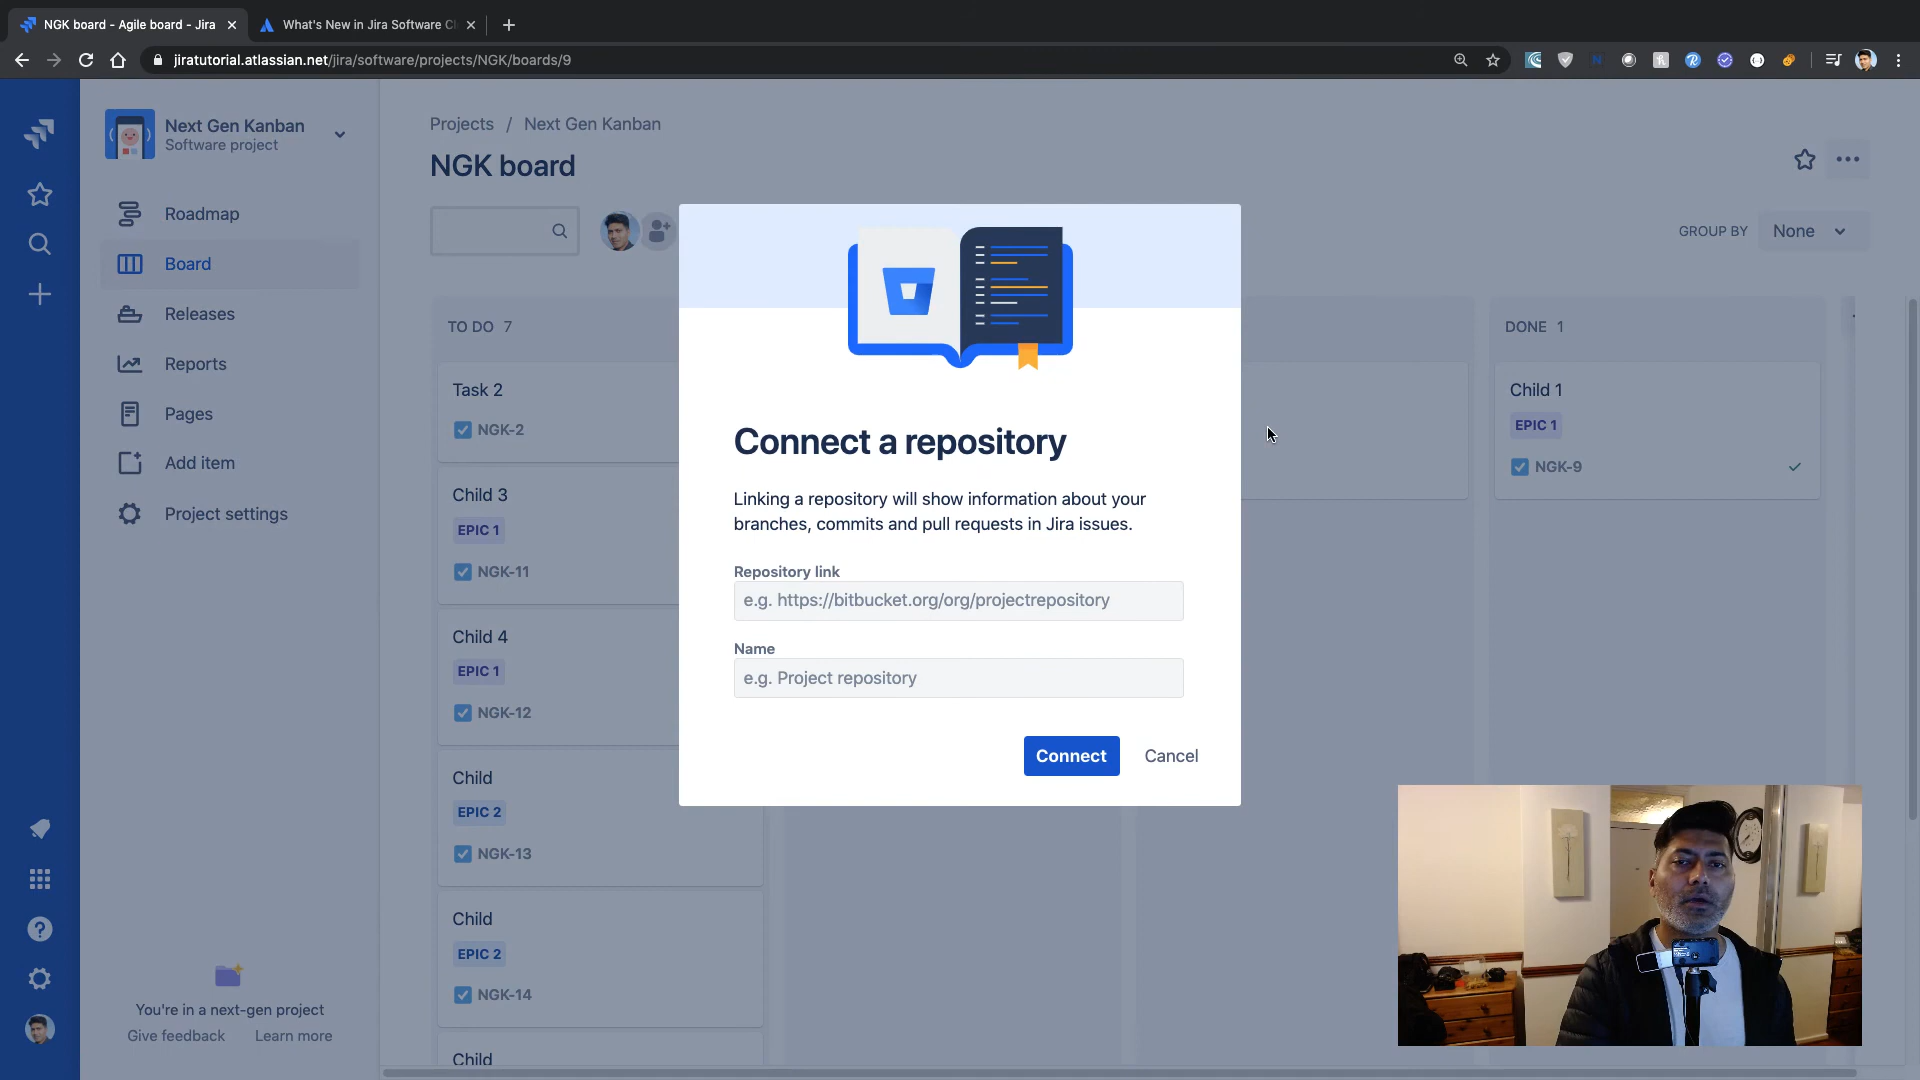 NGK board - Agile board - Jira
What's New in Jira Software C
jiratutorial.atlassian.net/jira/software/projects/NGK/boards/9
Next Gen Kanban
Software project
Roadmap
Board
Releases
Reports
Pages
Add item
Project settings
You're in a next-gen project
Give feedback
Learn more
Projects / Next Gen Kanban
NGK board
GROUP BY
None
TO DO 7
Task 2
NGK-2
Child 3
EPIC 1
NGK-11
Child 4
EPIC 1
NGK-12
Child
EPIC 2
NGK-13
Child
EPIC 2
NGK-14
Child
DONE 1
Child 1
EPIC 1
NGK-9
Connect a repository
Linking a repository will show information about your
branches, commits and pull requests in Jira issues.
Repository link
e.g. https://bitbucket.org/org/projectrepository
Name
e.g. Project repository
Connect
Cancel